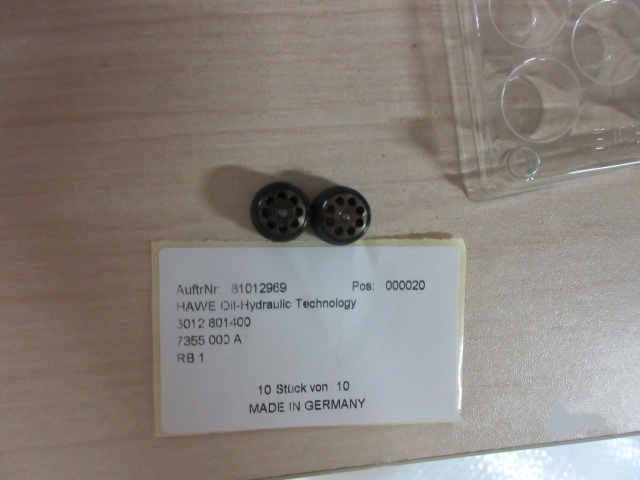 AuftrNr: 81012969 Pos: 000020
HAWE Oil-Hydraulic Technology
3012 801400
7355 000 A
RB 1
10 Stück von 10
MADE IN GERMANY